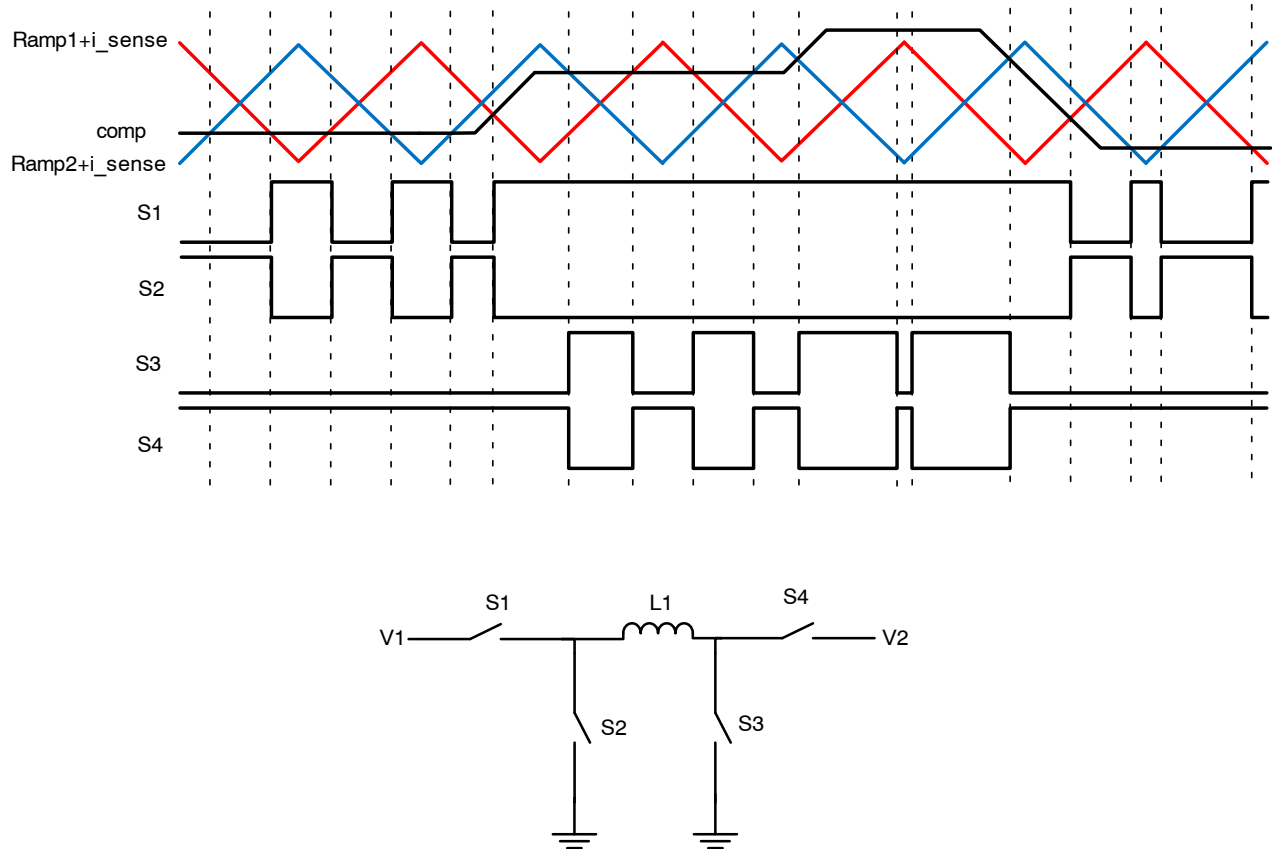 Ramp1+i_sense
comp
Ramp2+i_sense
S1
S2
S3
S4
S1
L1
S4
V1
V2
S2
S3